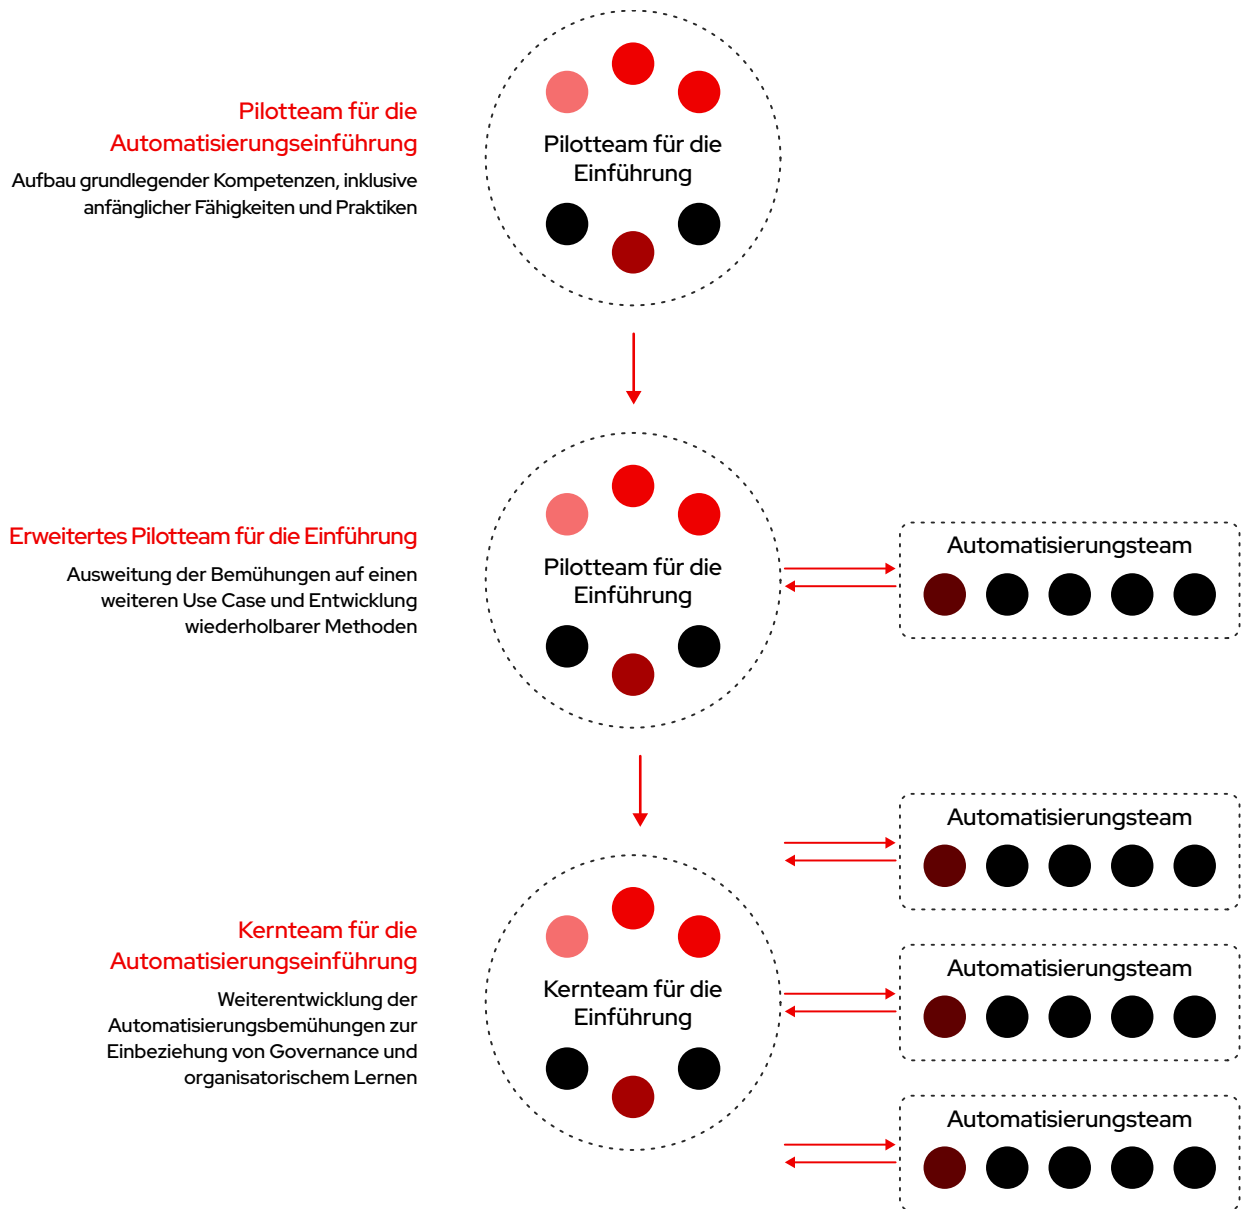 Pilotteam für die
Automatisierungseinführung
Aufbau grundlegender Kompetenzen, inklusive
anfänglicher Fähigkeiten und Praktiken
Pilotteam für die
Einführung
Erweitertes Pilotteam für die Einführung
Ausweitung der Bemühungen auf einen
weiteren Use Case und Entwicklung
wiederholbarer Methoden
Pilotteam für die
Einführung
Automatisierungsteam
Kernteam für die
Automatisierungseinführung
Weiterentwicklung der
Automatisierungsbemühungen zur
Einbeziehung von Governance und
organisatorischem Lernen
Kernteam für die
Einführung
Automatisierungsteam
Automatisierungsteam
Automatisierungsteam